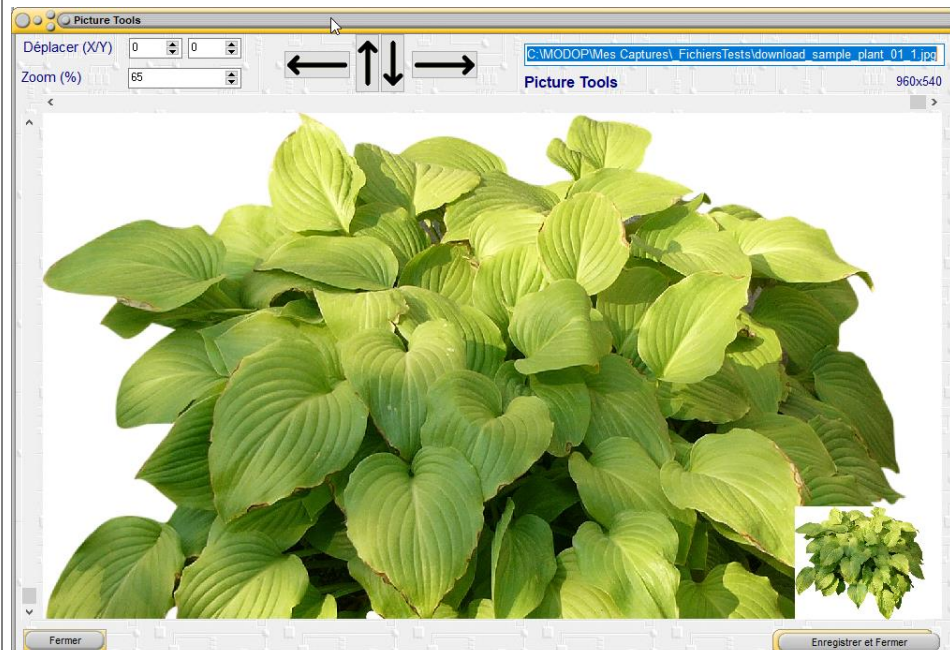 Picture Tools
Déplacer (X/Y) 0 0
C:\MODOP\Mes Captures\_FichiersTests\download_sample_plant_01_1.jpg
Zoom (%) 65
Picture Tools 960x540
Fermer Enregistrer et Fermer